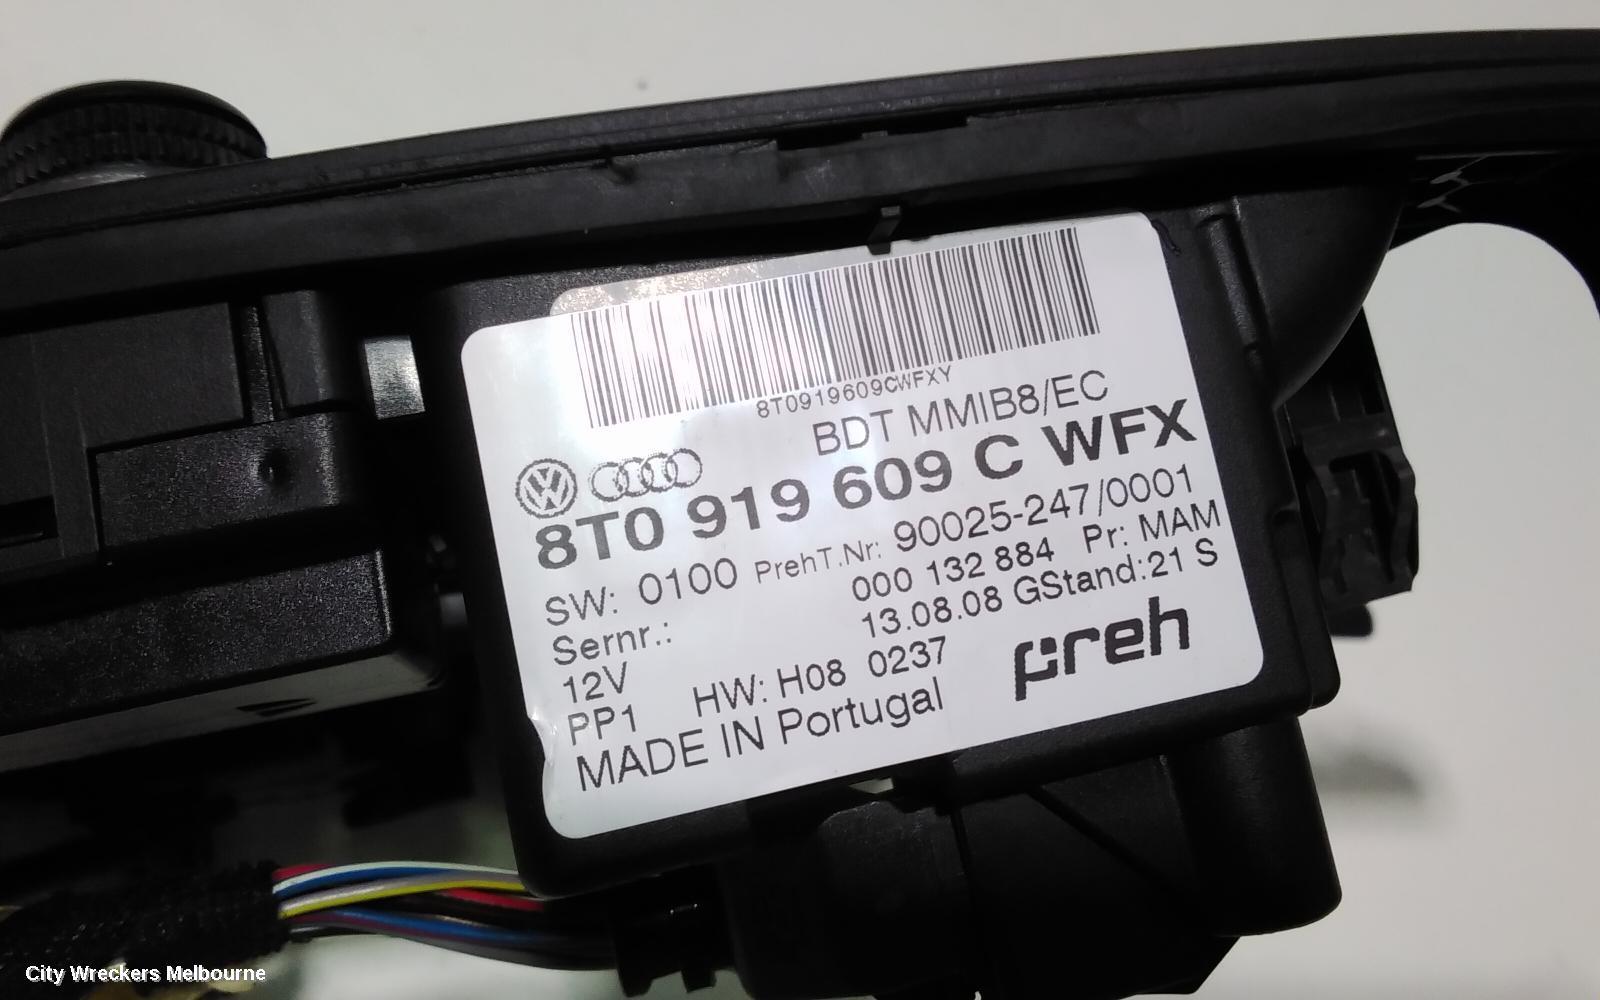 8T0919609CWFXY
BDT MMIB8/EC
8T0 919 609 C WFX
SW: 0100 PrehT.Nr: 90025-247/0001
Sernr.: 000 132 884 Pr: MAM
12V 13.08.08 GStand:21 S
PP1 HW: H08 0237
MADE IN Portugal preh
City Wreckers Melbourne